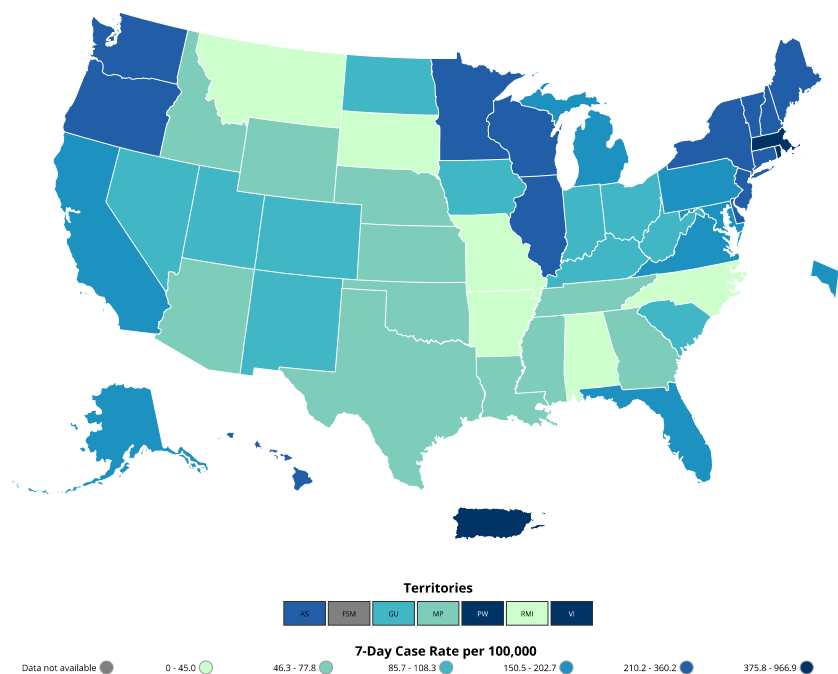 Territories
AS FSM GU MP PW RMI VI
7-Day Case Rate per 100,000
Data not available 0 - 45.0 46.3 - 77.8 85.7 - 108.3 150.5 - 202.7 210.2 - 360.2 375.8 - 966.9